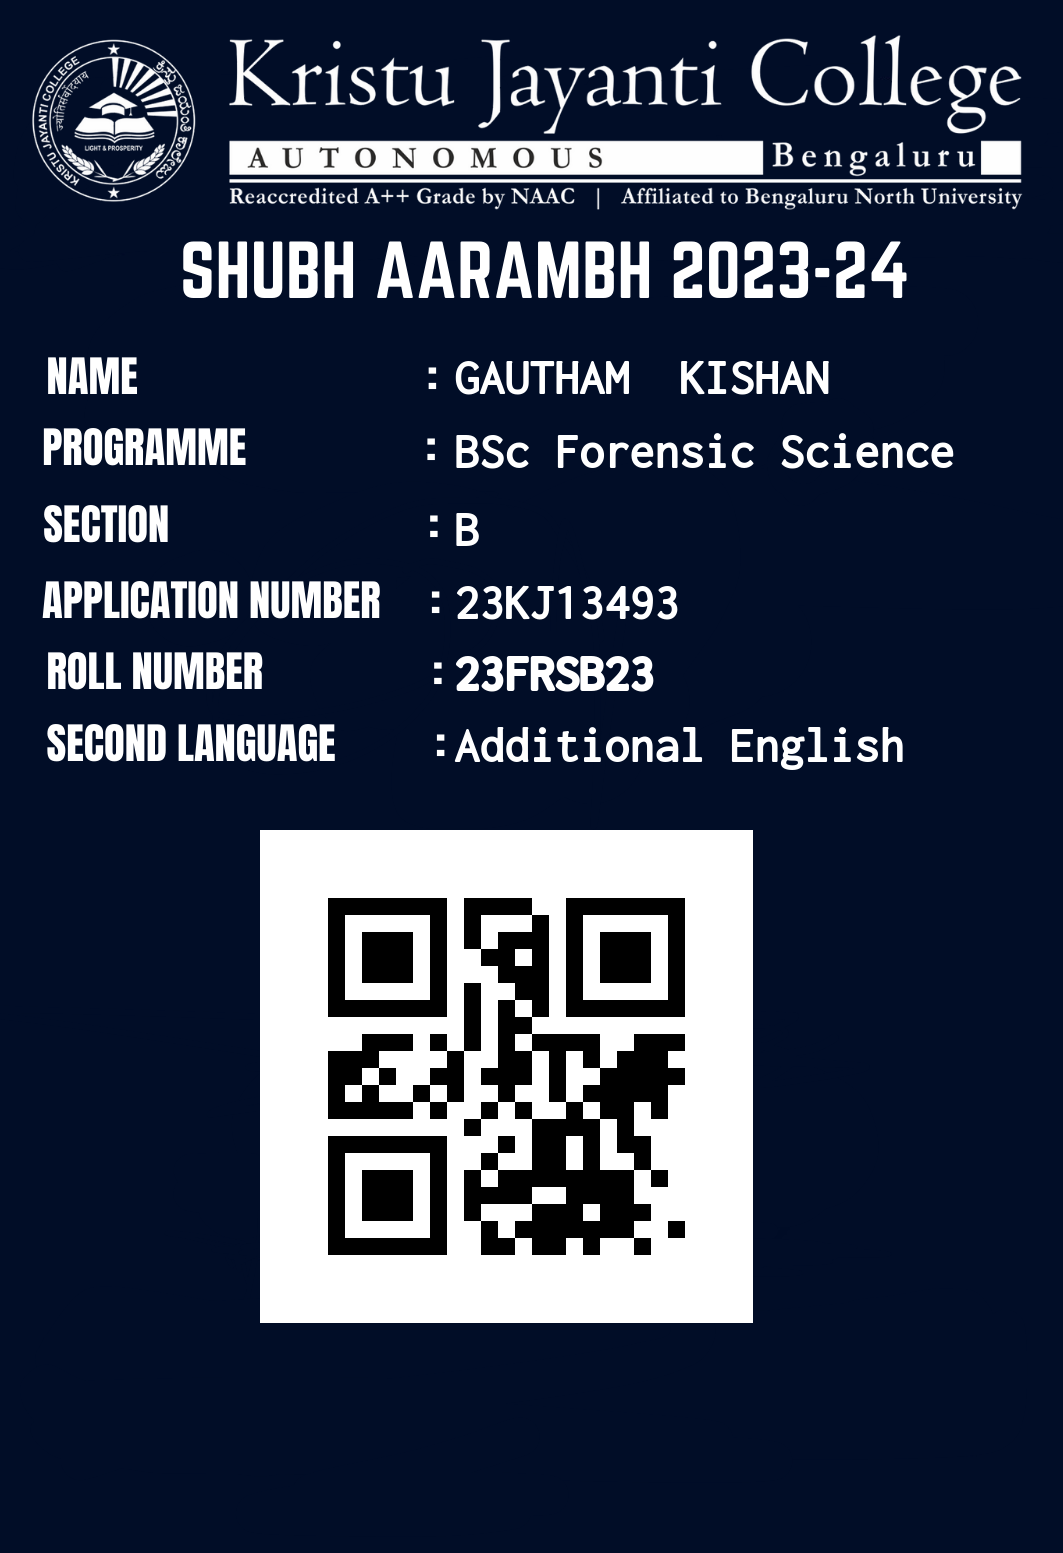 Kristu Jayanti College
AUTONOMOUS Bengaluru
Reaccredited A++ Grade by NAAC | Affiliated to Bengaluru North University
KRISTU JAYANTI COLLEGE
LIGHT & PROSPERITY
SHUBH AARAMBH 2023-24
NAME : GAUTHAM KISHAN
PROGRAMME : BSc Forensic Science
SECTION : B
APPLICATION NUMBER : 23KJ13493
ROLL NUMBER : 23FRSB23
SECOND LANGUAGE : Additional English